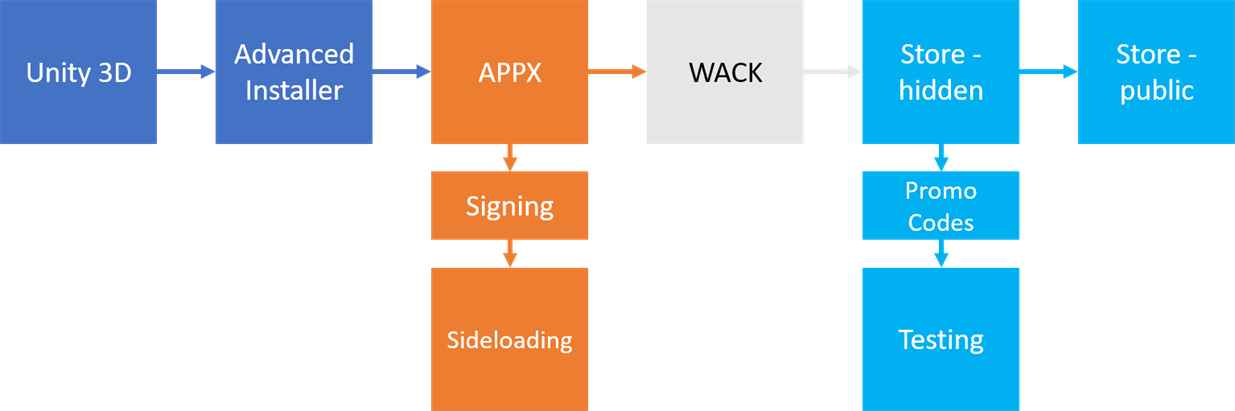 Unity 3D
Advanced
Installer
APPX
WACK
Store -
hidden
Store -
public
Signing
Promo
Codes
Sideloading
Testing